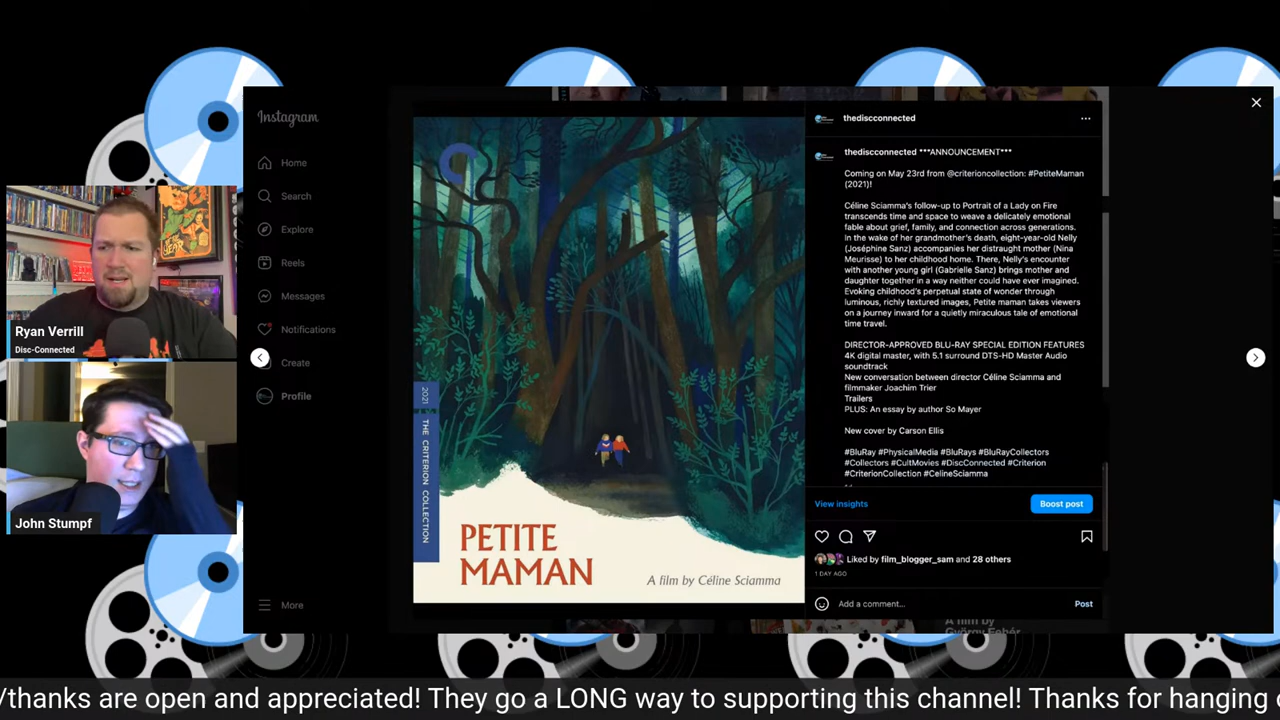 Instagram
Home
Search
Explore
Reels
Messages
Notifications
Create
Profile
More
Ryan Verrill
Disc-Connected
John Stumpf
2021
THE CRITERION COLLECTION
PETITE
MAMAN
A film by Céline Sciamma
thediscconnected
thediscconnected ***ANNOUNCEMENT***
Coming on May 23rd from @criterioncollection: #PetiteMaman
(2021)!
Céline Sciamma's follow-up to Portrait of a Lady on Fire
transcends time and space to weave a delicately emotional
fable about grief, family, and connection across generations.
In the wake of her grandmother's death, eight-year-old Nelly
(Joséphine Sanz) accompanies her distraught mother (Nina
Meurisse) to her childhood home. There, Nelly's encounter
with another young girl (Gabrielle Sanz) brings mother and
daughter together in a way neither could have ever imagined.
Evoking childhood's perpetual state of wonder through
luminous, richly textured images, Petite maman takes viewers
on a journey inward for a quietly miraculous tale of emotional
time travel.
DIRECTOR-APPROVED BLU-RAY SPECIAL EDITION FEATURES
4K digital master, with 5.1 surround DTS-HD Master Audio
soundtrack
New conversation between director Céline Sciamma and
filmmaker Joachim Trier
Trailers
PLUS: An essay by author So Mayer
New cover by Carson Ellis
#BluRay #PhysicalMedia #BluRays #BluRayCollectors
#Collectors #CultMovies #DiscConnected #Criterion
#CriterionCollection #CelineSciamma
View insights
Boost post
Liked by film_blogger_sam and 28 others
1 DAY AGO
Add a comment...
Post
A film by
György Fehér
/thanks are open and appreciated! They go a LONG way to supporting this channel! Thanks for hanging